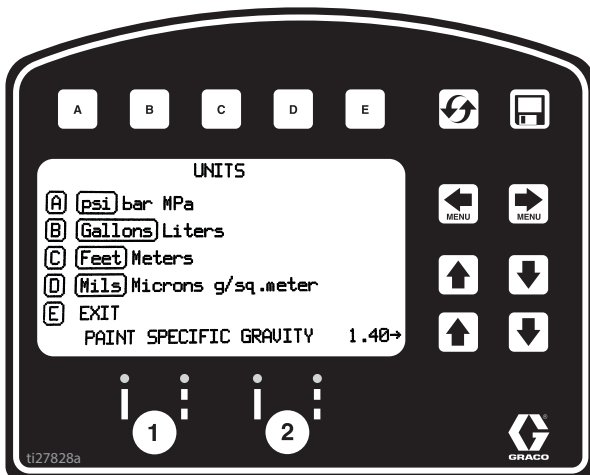 A B C D E
UNITS
A psi bar MPa
B Gallons Liters
C Feet Meters
D Mils Microns g/sq.meter
E EXIT
PAINT SPECIFIC GRAVITY 1.40→
MENU MENU
1 2
ti27828a
GRACO